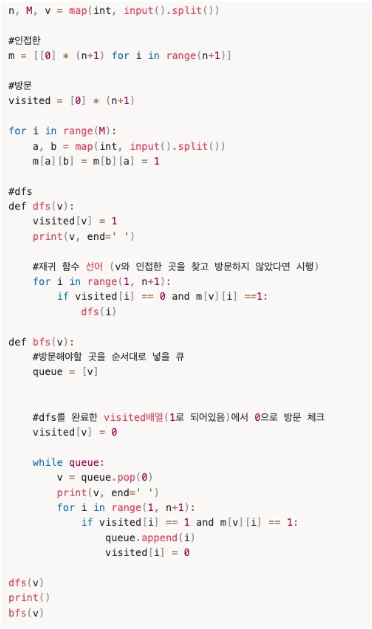 n, M, v = map(int, input().split())

#인접한
m = [[0] * (n+1) for i in range(n+1)]

#방문
visited = [0] * (n+1)

for i in range(M):
    a, b = map(int, input().split())
    m[a][b] = m[b][a] = 1

#dfs
def dfs(v):
    visited[v] = 1
    print(v, end=' ')

    #재귀 함수 선어 (v와 인접한 곳을 찾고 방문하지 않았다면 시행)
    for i in range(1, n+1):
        if visited[i] == 0 and m[v][i] ==1:
            dfs(i)

def bfs(v):
    #방문해야할 곳을 순서대로 넣을 큐
    queue = [v]

    #dfs를 완료한 visited배열(1로 되어있음)에서 0으로 방문 체크
    visited[v] = 0

    while queue:
        v = queue.pop(0)
        print(v, end=' ')
        for i in range(1, n+1):
            if visited[i] == 1 and m[v][i] == 1:
                queue.append(i)
                visited[i] = 0

dfs(v)
print()
bfs(v)